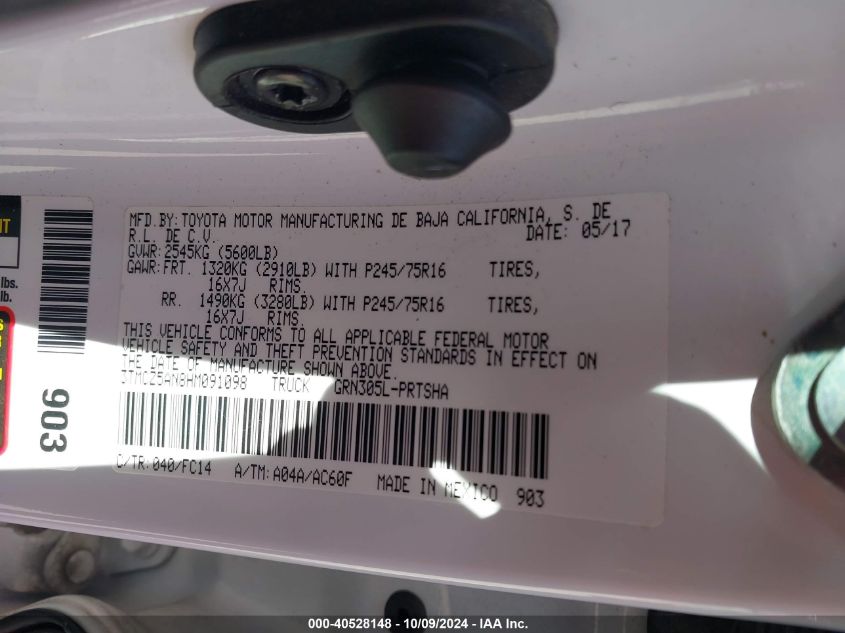 MFD.BY:TOYOTA MOTOR MANUFACTURING DE BAJA CALIFORNIA, S. DE
R.L. DE C.V. DATE: 05/17
GVWR: 2545KG (5600LB)
GAWR:FRT. 1320KG (2910LB) WITH P245/75R16 TIRES,
16X7J RIMS.
RR. 1490KG (3280LB) WITH P245/75R16 TIRES,
16X7J RIMS.
THIS VEHICLE CONFORMS TO ALL APPLICABLE FEDERAL MOTOR
VEHICLE SAFETY AND THEFT PREVENTION STANDARDS IN EFFECT ON
THE DATE OF MANUFACTURE SHOWN ABOVE.
3TMCZ5AN8HM091098 TRUCK GRN305L-PRTSHA
C/TR:040/FC14 A/TM:A04A/AC60F MADE IN MEXICO 903
lbs.
lb.
903
000-40528148 - 10/09/2024 - IAA Inc.